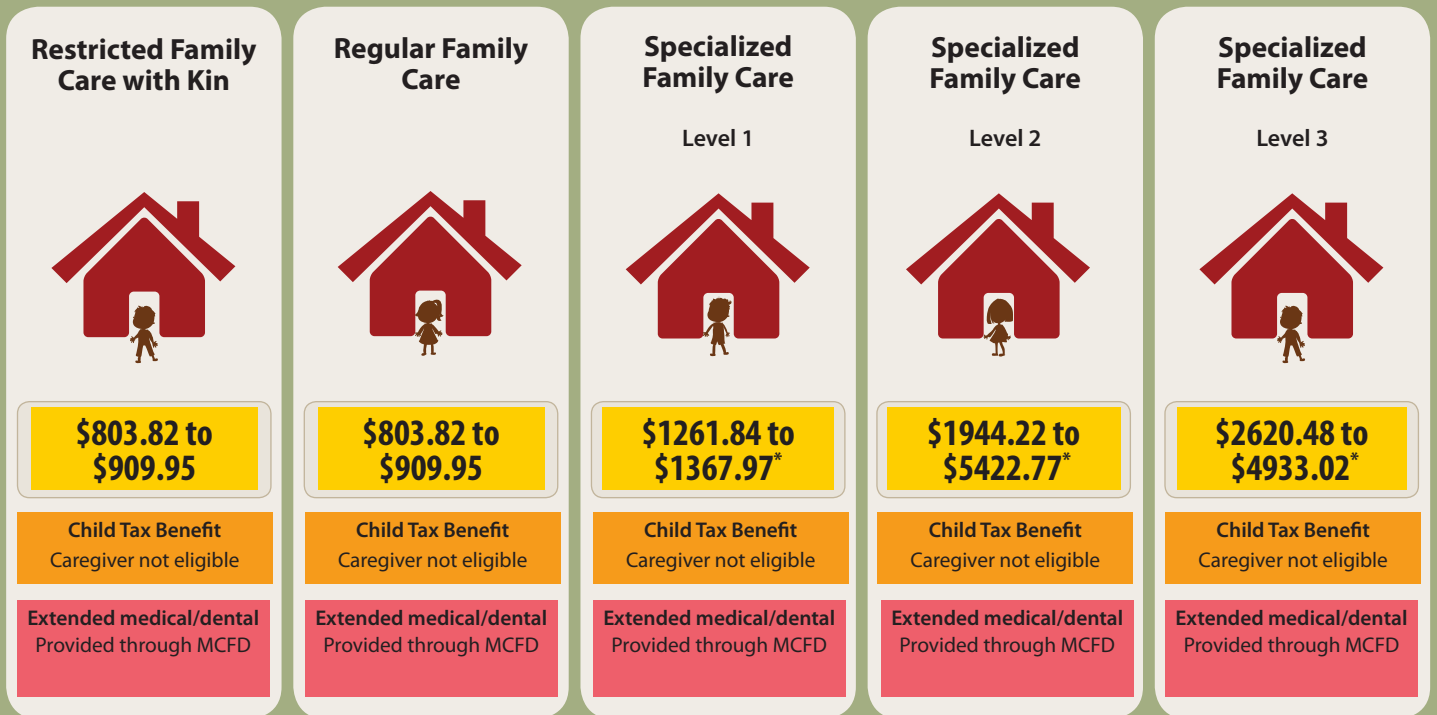 Restricted Family
Care with Kin
$803.82 to
$909.95*
Child Tax Benefit
Caregiver not eligible
Extended medical/dental
Provided through MCFD
Regular Family
Care
$803.82 to
$909.95
Child Tax Benefit
Caregiver not eligible
Extended medical/dental
Provided through MCFD
Specialized
Family Care
Level 1
$1261.84 to
$1367.97*
Child Tax Benefit
Caregiver not eligible
Extended medical/dental
Provided through MCFD
Specialized
Family Care
Level 2
$1944.22 to
$5422.77*
Child Tax Benefit
Caregiver not eligible
Extended medical/dental
Provided through MCFD
Specialized
Family Care
Level 3
$2620.48 to
$4933.02*
Child Tax Benefit
Caregiver not eligible
Extended medical/dental
Provided through MCFD